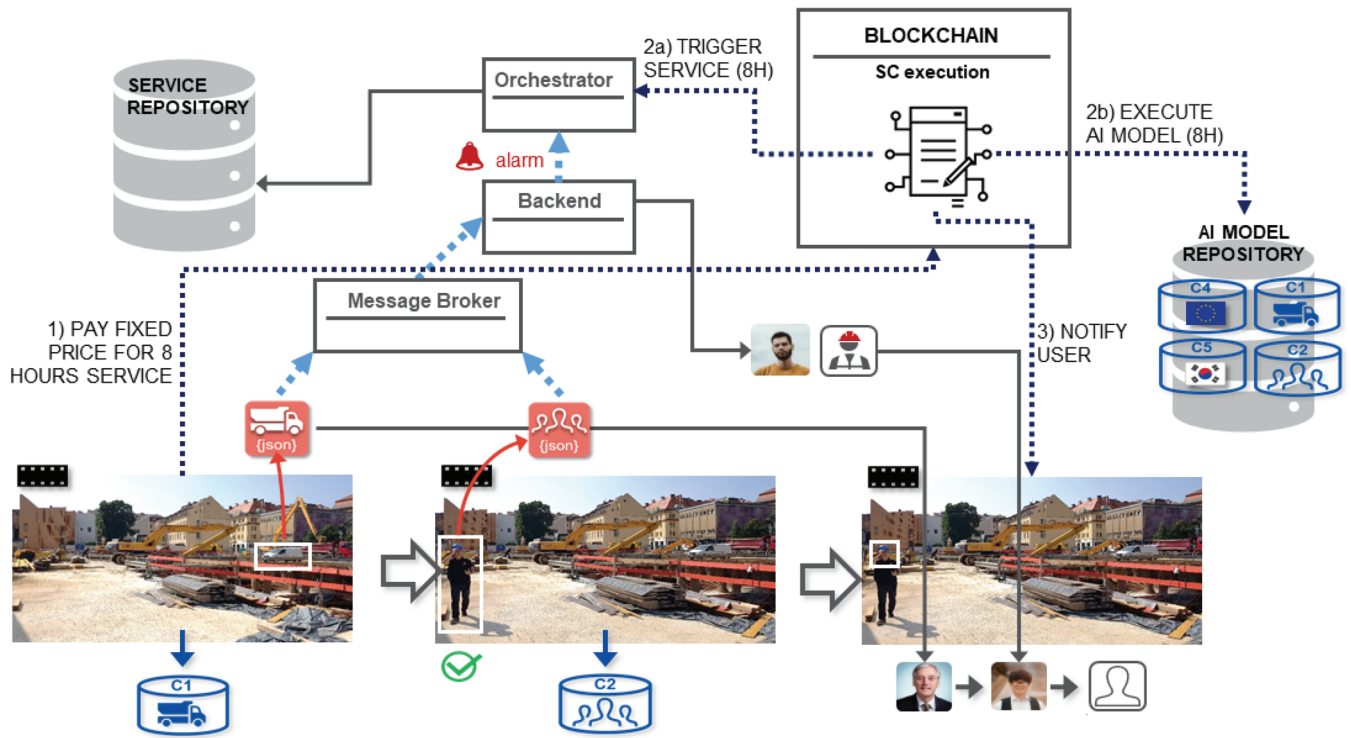 SERVICE
REPOSITORY
Orchestrator
2a) TRIGGER
SERVICE (8H)
BLOCKCHAIN
SC execution
2b) EXECUTE
AI MODEL (8H)
alarm
Backend
Message Broker
AI MODEL
REPOSITORY
C4
C1
C5
C2
1) PAY FIXED
PRICE FOR 8
HOURS SERVICE
3) NOTIFY
USER
{json}
{json}
C1
C2